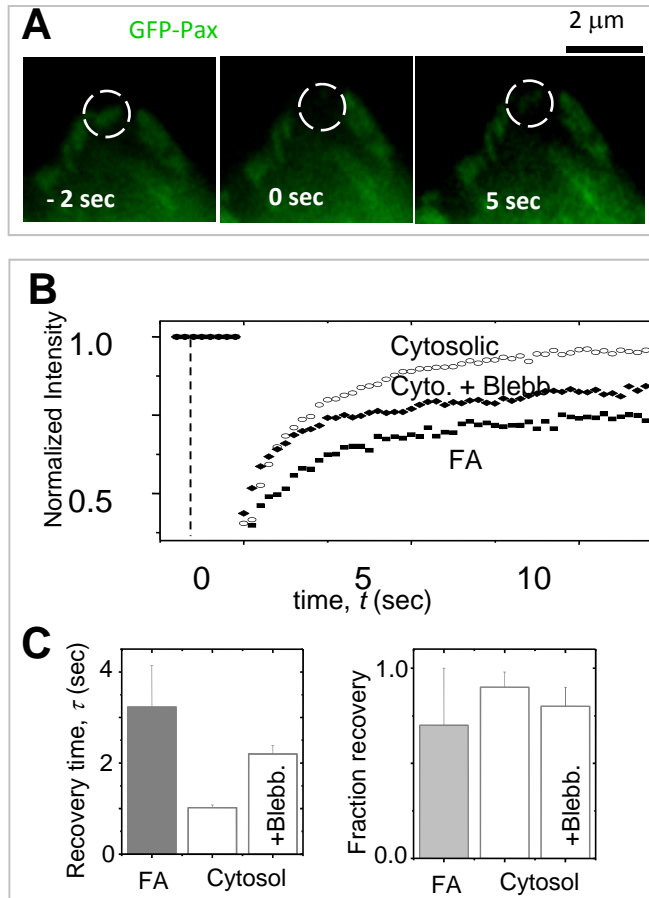 A
GFP-Pax
2 μm
- 2 sec
0 sec
5 sec
B
Normalized Intensity
1.0
0.5
Cytosolic
Cyto. + Blebb.
FA
0 5 10
time, t (sec)
C
Recovery time, τ (sec)
4
2
0
+Blebb.
FA Cytosol
Fraction recovery
1.0
0.0
+Blebb.
FA Cytosol